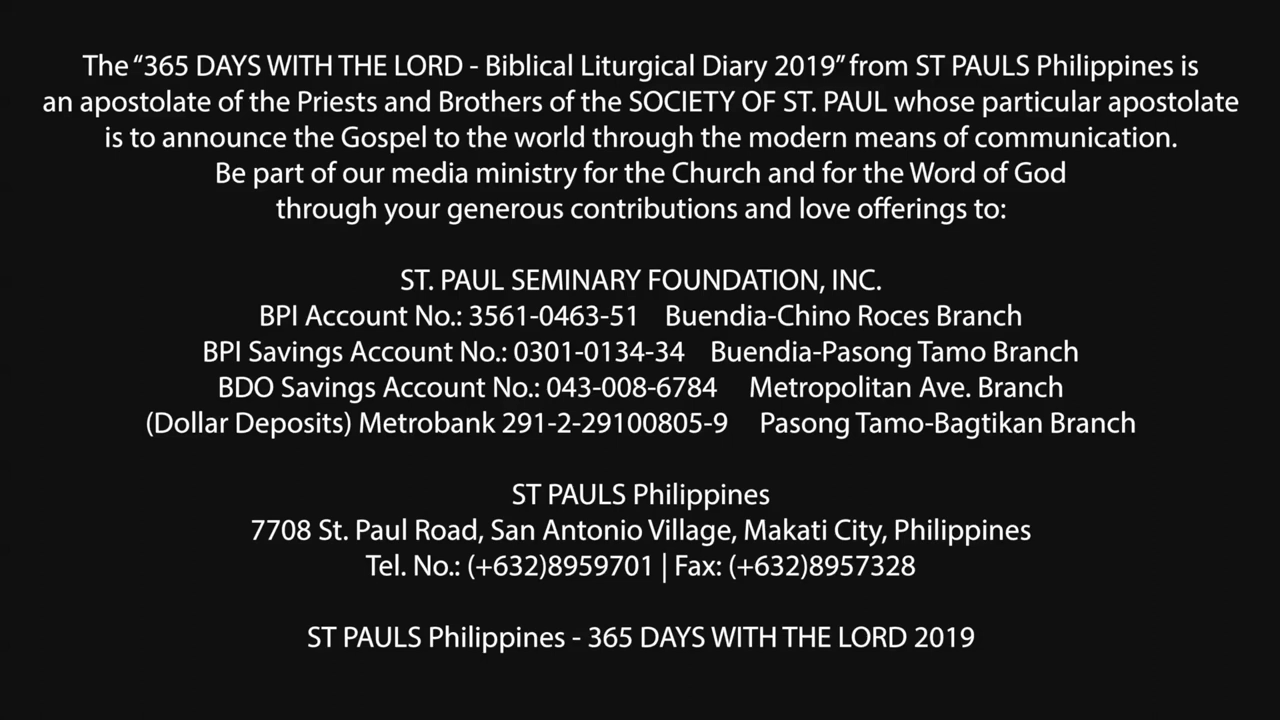 The “365 DAYS WITH THE LORD - Biblical Liturgical Diary 2019” from ST PAULS Philippines is
an apostolate of the Priests and Brothers of the SOCIETY OF ST. PAUL whose particular apostolate
is to announce the Gospel to the world through the modern means of communication.
Be part of our media ministry for the Church and for the Word of God
through your generous contributions and love offerings to:
ST. PAUL SEMINARY FOUNDATION, INC.
BPI Account No.: 3561-0463-51 Buendia-Chino Roces Branch
BPI Savings Account No.: 0301-0134-34 Buendia-Pasong Tamo Branch
BDO Savings Account No.: 043-008-6784 Metropolitan Ave. Branch
(Dollar Deposits) Metrobank 291-2-29100805-9 Pasong Tamo-Bagtikan Branch
ST PAULS Philippines
7708 St. Paul Road, San Antonio Village, Makati City, Philippines
Tel. No.: (+632)8959701 | Fax: (+632)8957328
ST PAULS Philippines - 365 DAYS WITH THE LORD 2019